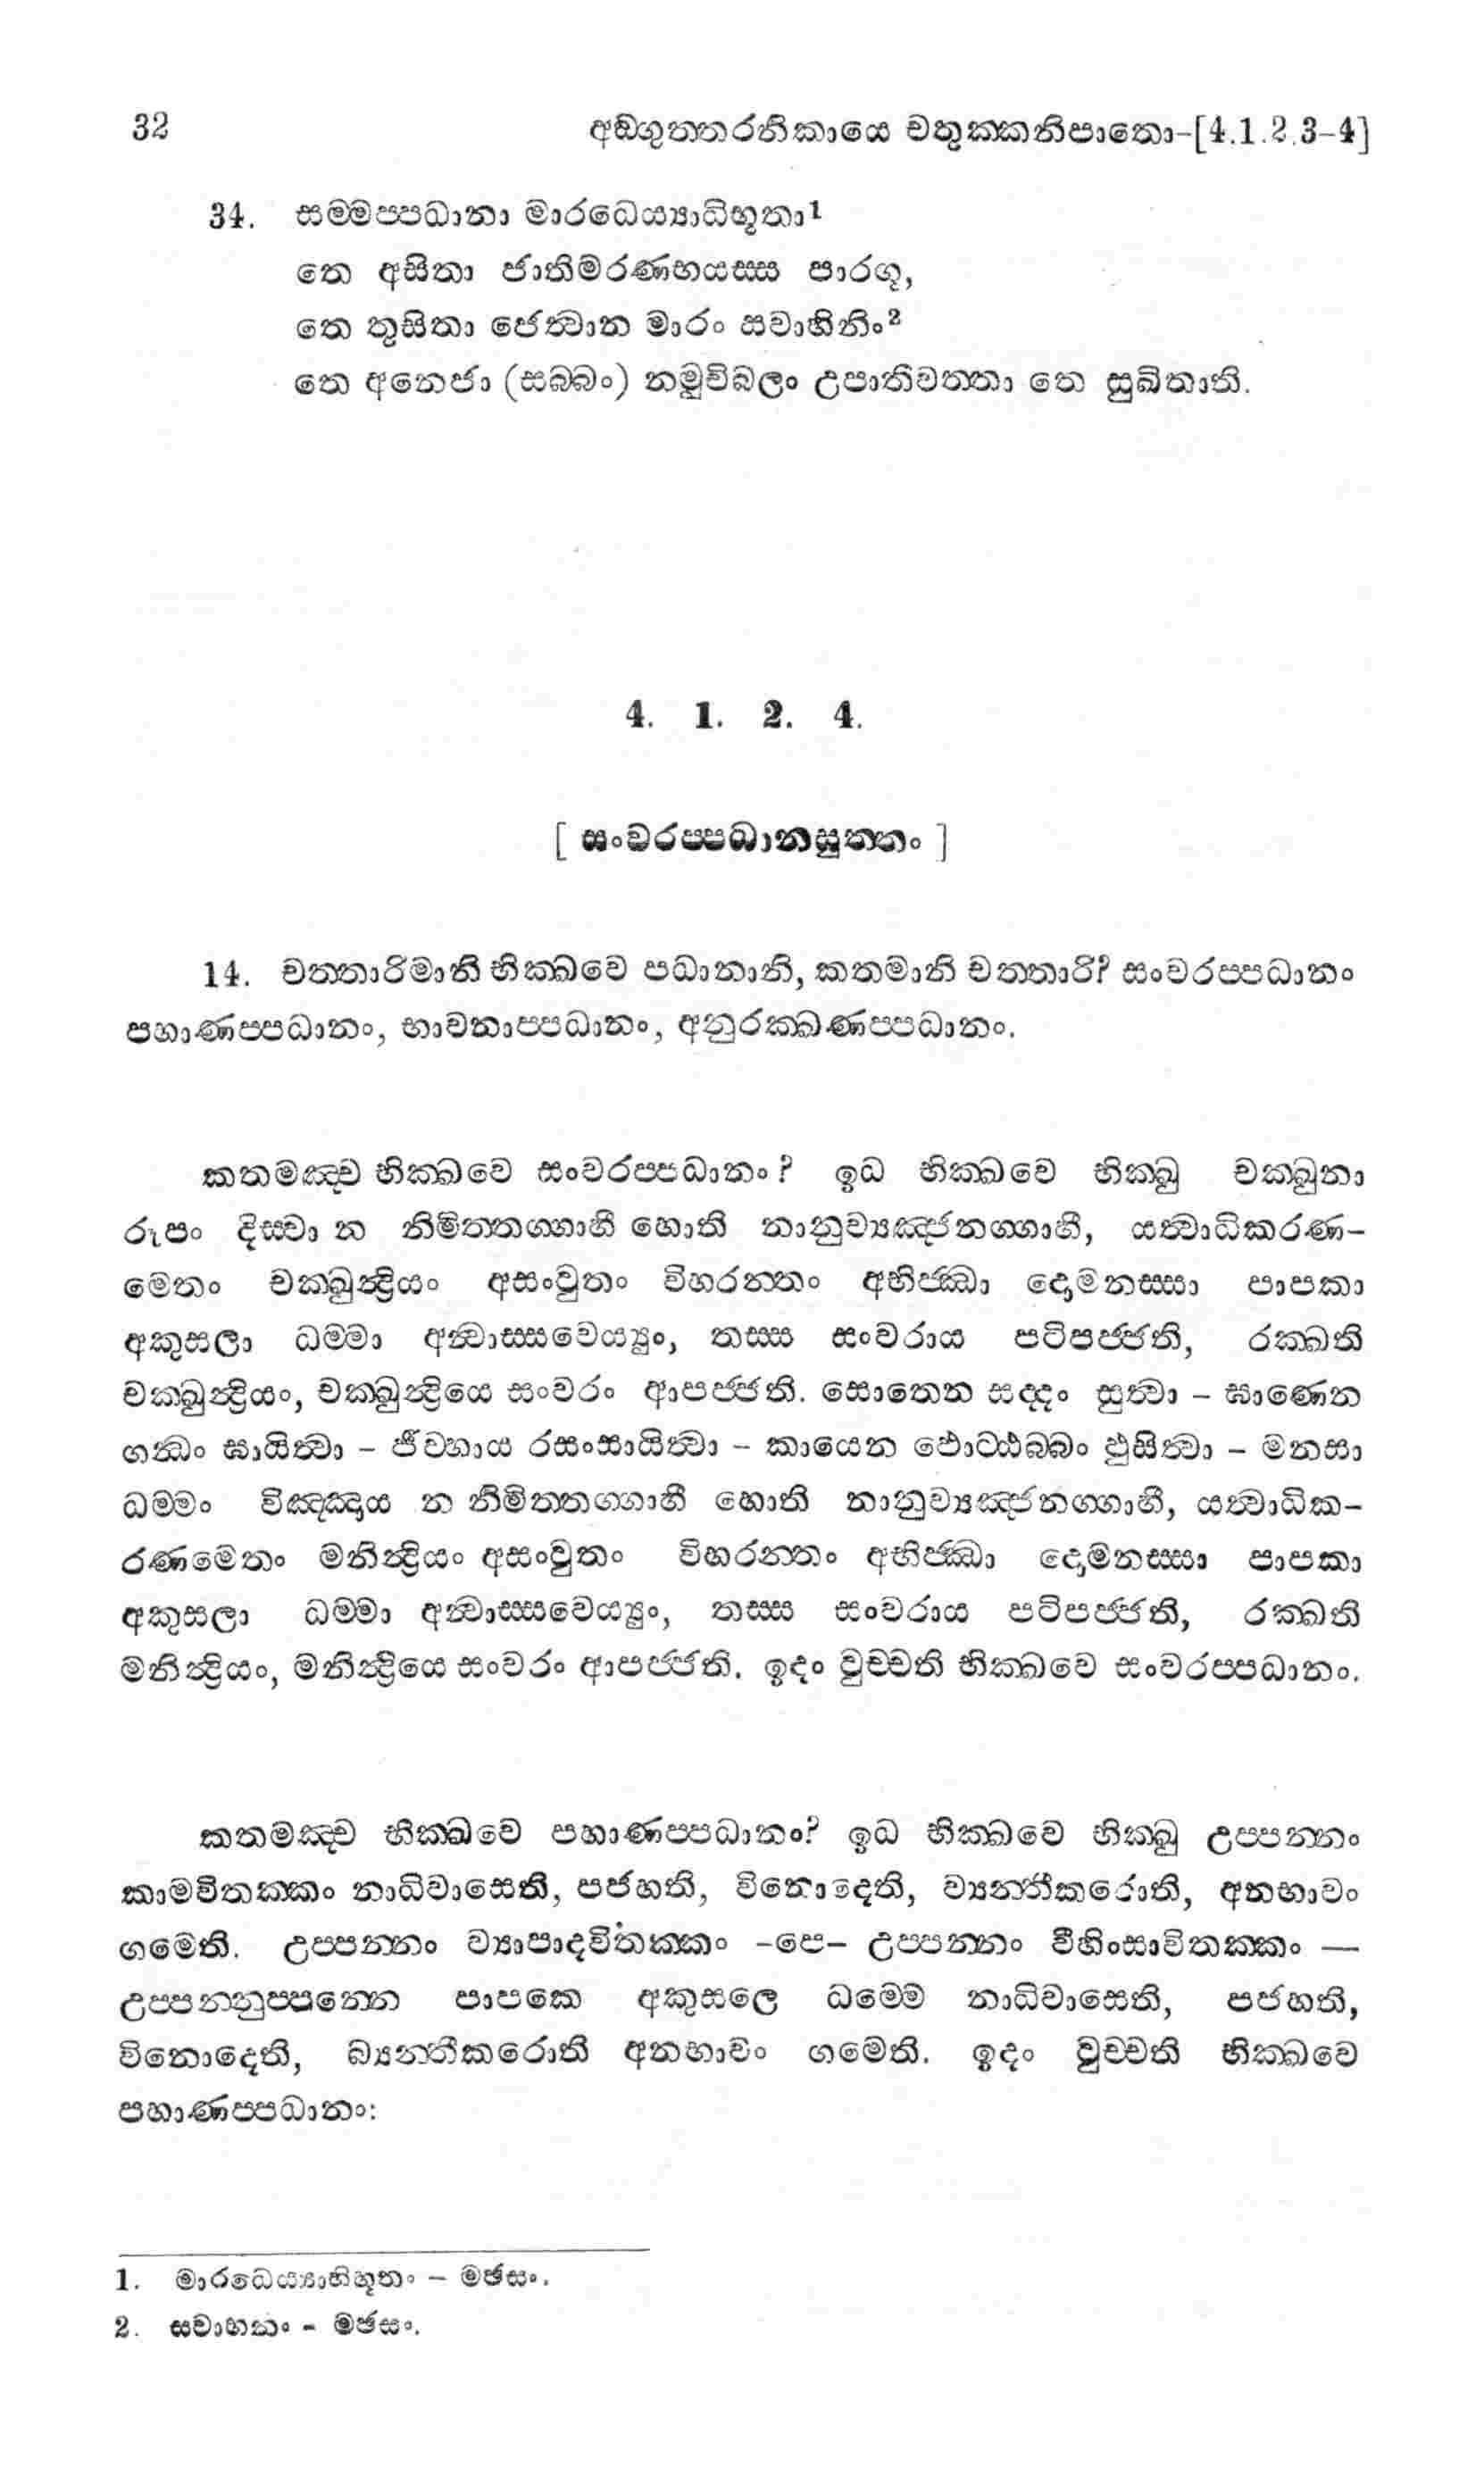 32 අඞ්ගුත්තරනිකායෙ චතුක්කනිපාතො-[4.1.2.3-4]
34. සම්මප්පධානා මාරධෙය්‍යාධිභූතා¹
තෙ අසිතා ජාතිමරණභයස්ස පාරගූ,
තෙ තුසිතා ජෙත්‍වාන මාරං සවාහිනිං²
තෙ අනෙජා (සබ්බං) නමුචිබලං උපාතිවත්තා තෙ සුඛිතාති.
4. 1. 2. 4.
[ සංවරප්පධානසුත්තං ]
14. චත්තාරිමානි භික්ඛවෙ පධානානි, කතමානි චත්තාරි? සංවරප්පධානං
පහාණප්පධානං, භාවනාප්පධානං, අනුරක්ඛණප්පධානං.
කතමඤ්ච භික්ඛවෙ සංවරප්පධානං? ඉධ භික්ඛවෙ භික්ඛු චක්ඛුනා
රූපං දිස්වා න නිමිත්තග්ගාහී හොති නානුව්‍යඤ්ජනග්ගාහී, යත්‍වාධිකරණ-
මෙතං චක්ඛුන්‍ද්‍රියං අසංවුතං විහරන්තං අභිජ්ඣා දොමනස්සා පාපකා
අකුසලා ධම්මා අන්‍වාස්සවෙය්‍යුං, තස්ස සංවරාය පටිපජ්ජති, රක්ඛති
චක්ඛුන්‍ද්‍රියං, චක්ඛුන්‍ද්‍රියෙ සංවරං ආපජ්ජති. සොතෙන සද්දං සුත්‍වා – ඝාණෙන
ගන්‍ධං ඝායිත්‍වා – ජිව්හාය රසංසායිත්‍වා – කායෙන ඵොට්ඨබ්බං ඵුසිත්‍වා – මනසා
ධම්මං විඤ්ඤාය න නිමිත්තග්ගාහී හොති නානුව්‍යඤ්ජනග්ගාහී, යත්‍වාධික-
රණමෙතං මනින්‍ද්‍රියං අසංවුතං විහරන්තං අභිජ්ඣා දොමනස්සා පාපකා
අකුසලා ධම්මා අන්‍වාස්සවෙය්‍යුං, තස්ස සංවරාය පටිපජ්ජති, රක්ඛති
මනින්‍ද්‍රියං, මනින්‍ද්‍රියෙ සංවරං ආපජ්ජති. ඉදං වුච්චති භික්ඛවෙ සංවරප්පධානං.
කතමඤ්ච භික්ඛවෙ පහාණප්පධානං? ඉධ භික්ඛවෙ භික්ඛු උප්පන්නං
කාමවිතක්කං නාධිවාසෙති, පජහති, විනොදෙති, ව්‍යන්තීකරොති, අනභාවං
ගමෙති. උප්පන්නං ව්‍යාපාදවිතක්කං -පෙ- උප්පන්නං විහිංසාවිතක්කං —
උප්පන්නුප්පන්නෙ පාපකෙ අකුසලෙ ධම්මෙ නාධිවාසෙති, පජහති,
විනොදෙති, බ්‍යන්තීකරොති අනභාවං ගමෙති. ඉදං වුච්චති භික්ඛවෙ
පහාණප්පධානං:
1. මාරධෙය්‍යාභිභූතං – මඡසං.
2. සවාහනං - මඡසං.